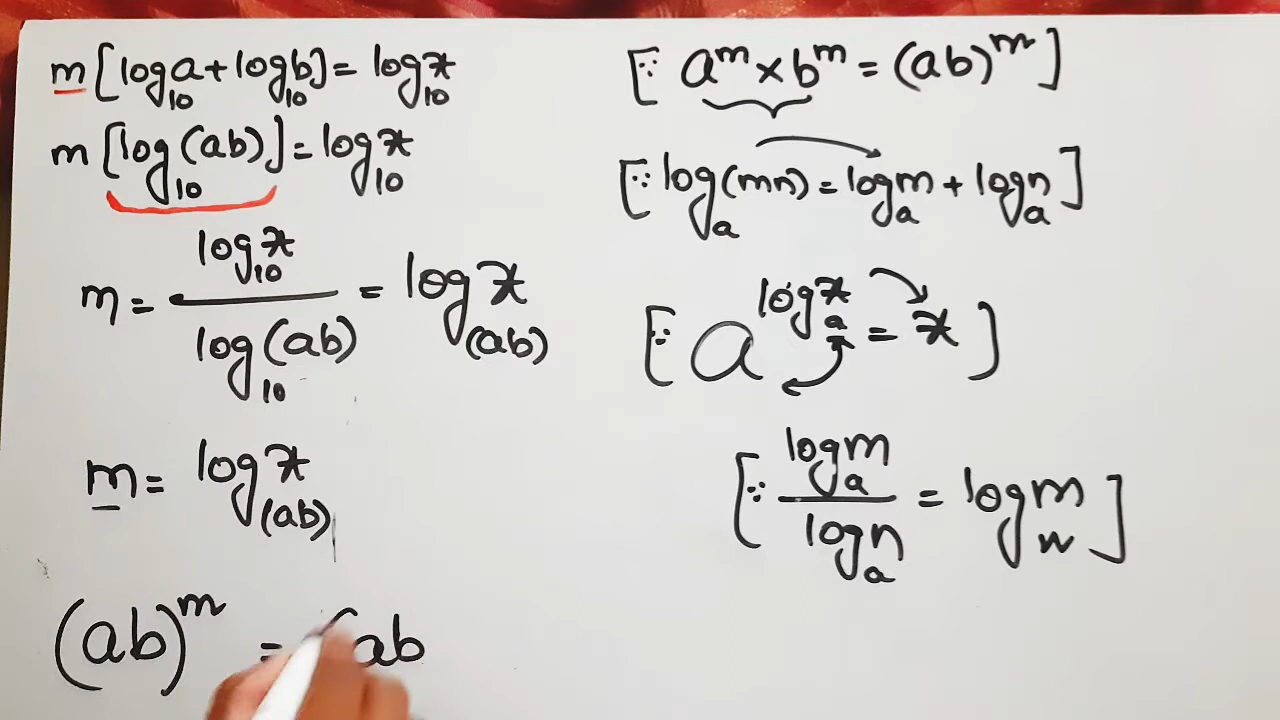 m[log₁₀a + log₁₀b] = log₁₀x
m[log₁₀(ab)] = log₁₀x
m = log₁₀x / log₁₀(ab) = log₍ab₎x
m = log₍ab₎x
(ab)ᵐ = (ab
[∵ aᵐ × bᵐ = (ab)ᵐ]
[∵ logₐ(mn) = logₐm + logₐn]
[∵ a^(logₐx) = x]
[∵ logₐm / logₐn = logₙm]